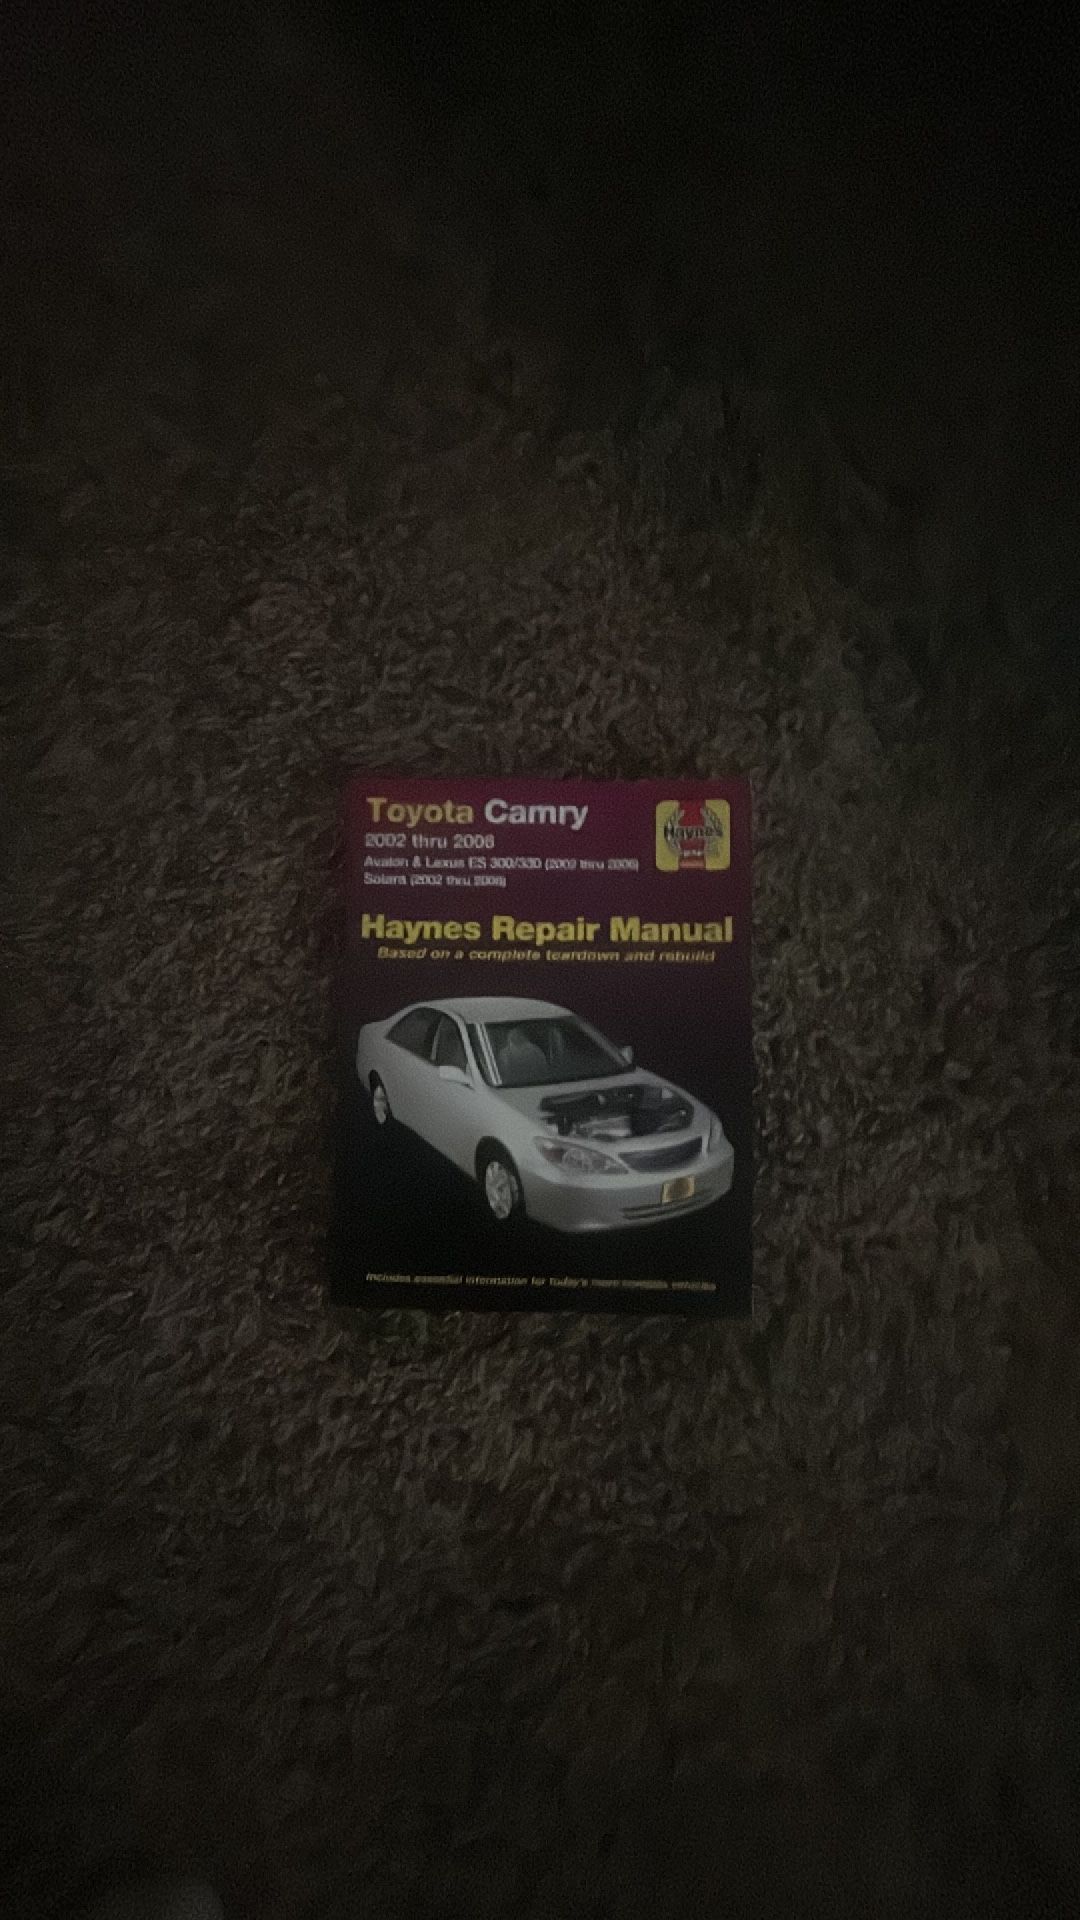 Toyota Camry
2002 thru 2006
Avalon & Lexus ES 300/330 (2002 thru 2006)
Solara (2002 thru 2008)
Haynes
Haynes Repair Manual
Based on a complete teardown and rebuild
Includes essential information for today's more complex vehicles